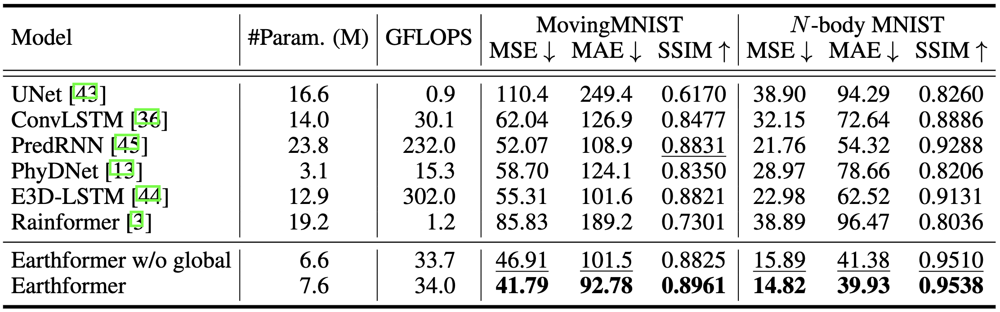 Model #Param. (M) GFLOPS MovingMNIST N-body MNIST
MSE ↓ MAE ↓ SSIM ↑ MSE ↓ MAE ↓ SSIM ↑
UNet [43] 16.6 0.9 110.4 249.4 0.6170 38.90 94.29 0.8260
ConvLSTM [36] 14.0 30.1 62.04 126.9 0.8477 32.15 72.64 0.8886
PredRNN [45] 23.8 232.0 52.07 108.9 0.8831 21.76 54.32 0.9288
PhyDNet [13] 3.1 15.3 58.70 124.1 0.8350 28.97 78.66 0.8206
E3D-LSTM [44] 12.9 302.0 55.31 101.6 0.8821 22.98 62.52 0.9131
Rainformer [3] 19.2 1.2 85.83 189.2 0.7301 38.89 96.47 0.8036
Earthformer w/o global 6.6 33.7 46.91 101.5 0.8825 15.89 41.38 0.9510
Earthformer 7.6 34.0 41.79 92.78 0.8961 14.82 39.93 0.9538